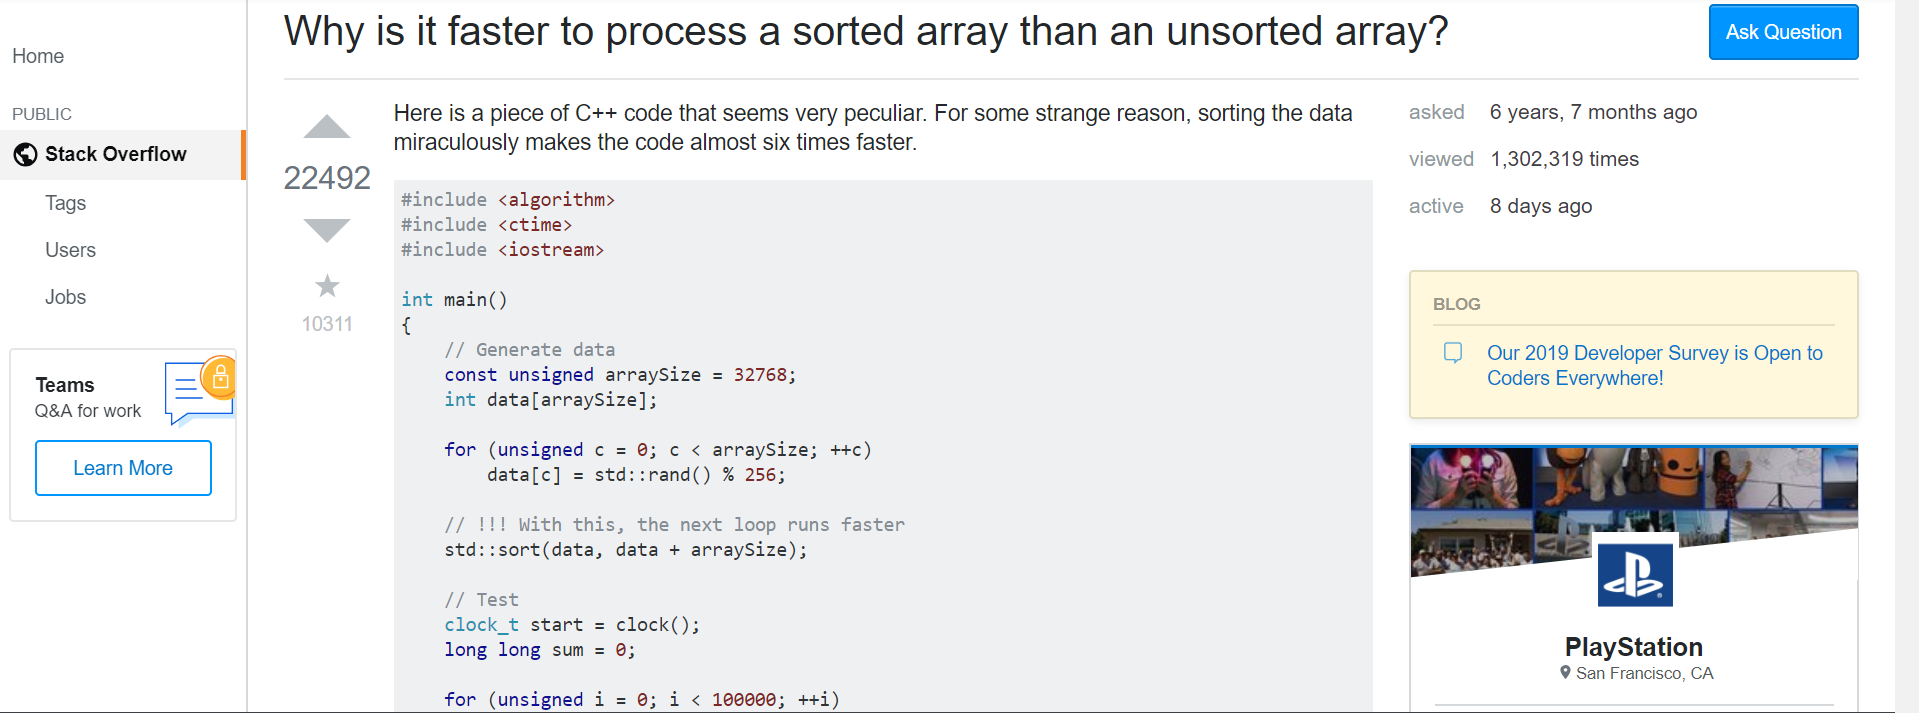 Why is it faster to process a sorted array than an unsorted array?
Ask Question
Home
PUBLIC
Stack Overflow
Tags
Users
Jobs
Teams
Q&A for work
Learn More
22492
10311
Here is a piece of C++ code that seems very peculiar. For some strange reason, sorting the data
miraculously makes the code almost six times faster.
#include <algorithm>
#include <ctime>
#include <iostream>
int main()
{
    // Generate data
    const unsigned arraySize = 32768;
    int data[arraySize];
    for (unsigned c = 0; c < arraySize; ++c)
        data[c] = std::rand() % 256;
    // !!! With this, the next loop runs faster
    std::sort(data, data + arraySize);
    // Test
    clock_t start = clock();
    long long sum = 0;
    for (unsigned i = 0; i < 100000; ++i)
asked 6 years, 7 months ago
viewed 1,302,319 times
active 8 days ago
BLOG
Our 2019 Developer Survey is Open to
Coders Everywhere!
PlayStation
San Francisco, CA